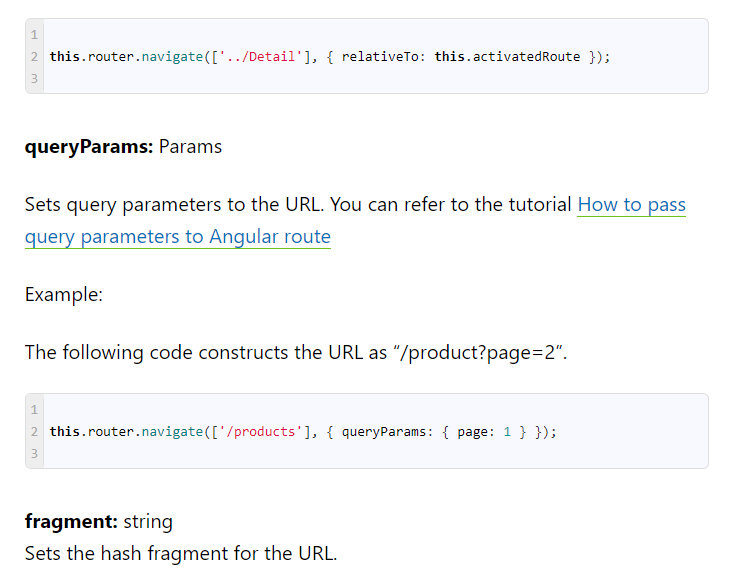 1
2 this.router.navigate(['../Detail'], { relativeTo: this.activatedRoute });
3
queryParams: Params
Sets query parameters to the URL. You can refer to the tutorial How to pass
query parameters to Angular route
Example:
The following code constructs the URL as “/product?page=2”.
1
2 this.router.navigate(['/products'], { queryParams: { page: 1 } });
3
fragment: string
Sets the hash fragment for the URL.